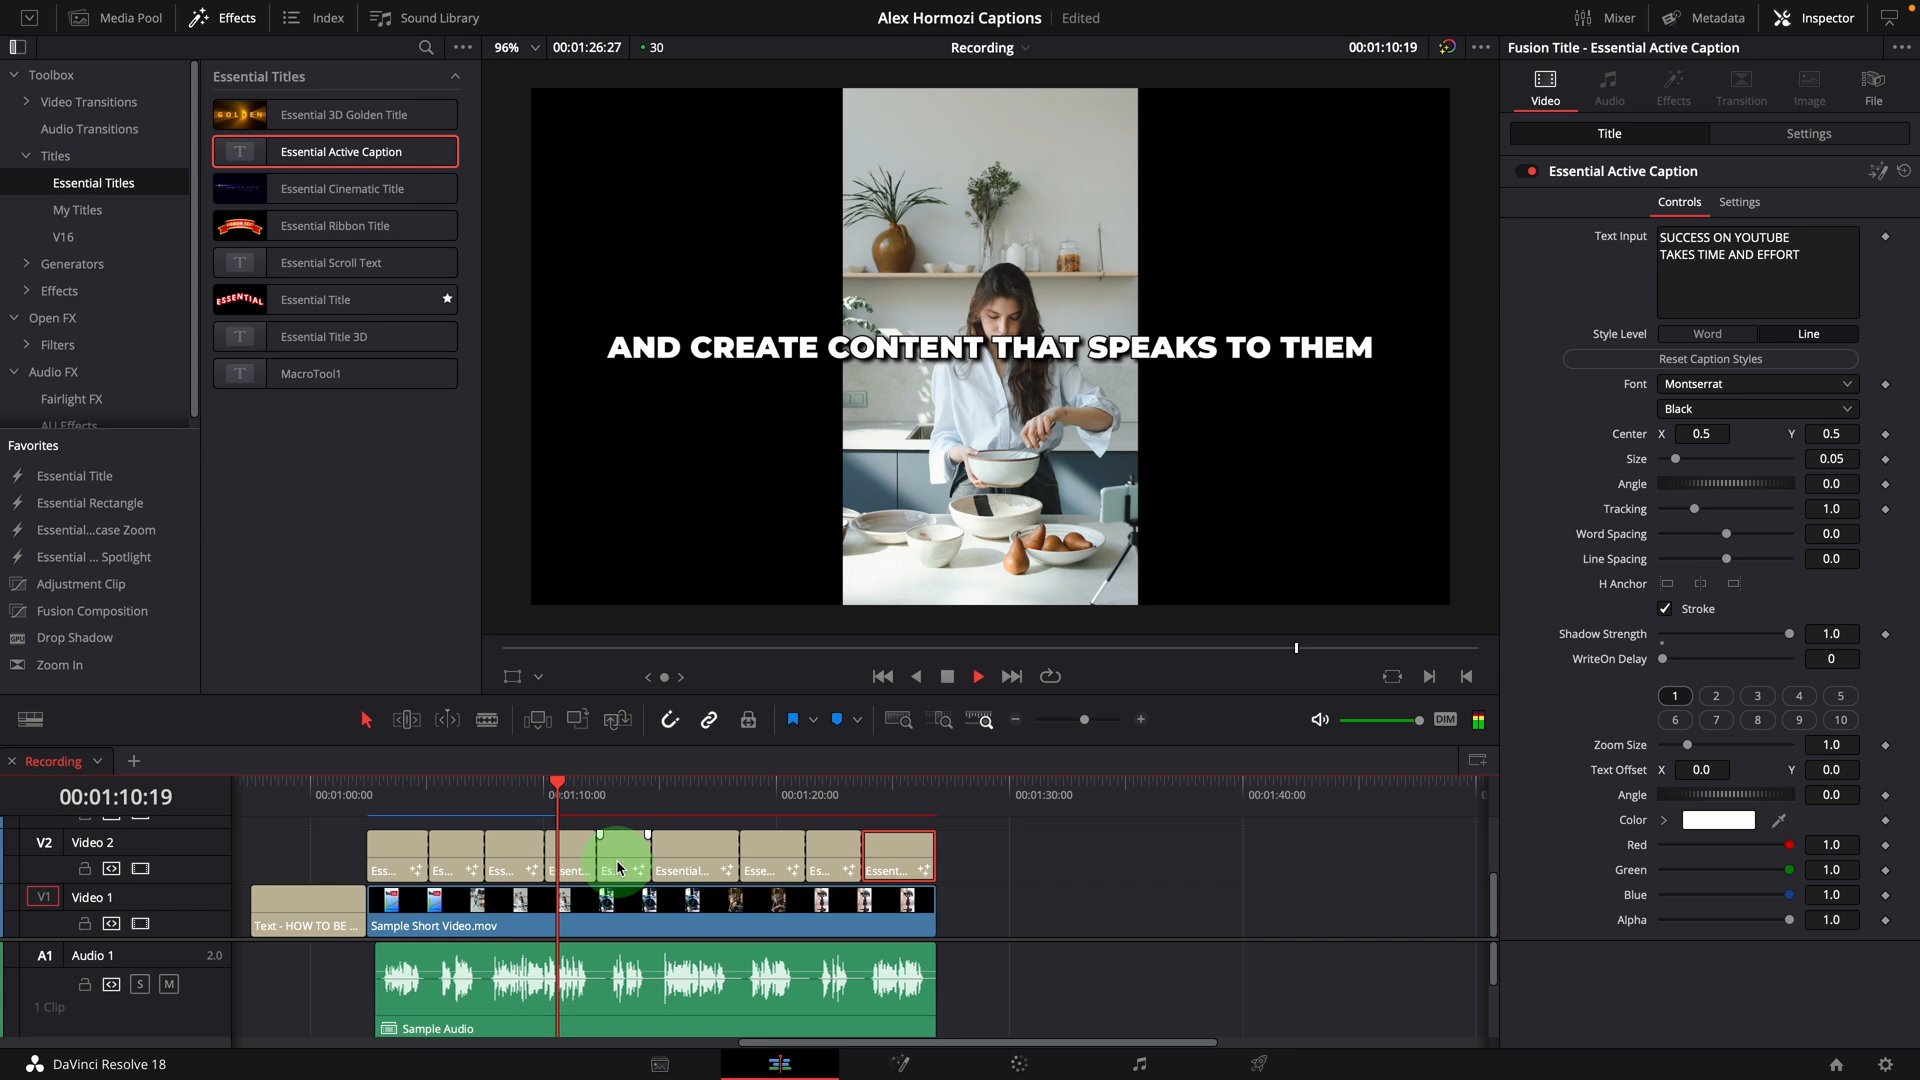 Media Pool
Effects
Index
Sound Library
Alex Hormozi Captions
Edited
Mixer
Metadata
Inspector
96%
00:01:26:27
30
Recording
00:01:10:19
Fusion Title - Essential Active Caption
Toolbox
Video Transitions
Audio Transitions
Titles
Essential Titles
My Titles
V16
Generators
Effects
Open FX
Filters
Audio FX
Fairlight FX
Favorites
Essential Title
Essential Rectangle
Essential...case Zoom
Essential ... Spotlight
Adjustment Clip
Fusion Composition
Drop Shadow
Zoom In
Essential Titles
Essential 3D Golden Title
Essential Active Caption
Essential Cinematic Title
Essential Ribbon Title
Essential Scroll Text
Essential Title
Essential Title 3D
MacroTool1
AND CREATE CONTENT THAT SPEAKS TO THEM
Video
Audio
Effects
Transition
Image
File
Title
Settings
Essential Active Caption
Controls
Settings
Text Input
SUCCESS ON YOUTUBE
TAKES TIME AND EFFORT
Style Level
Word
Line
Reset Caption Styles
Font
Montserrat
Black
Center X 0.5 Y 0.5
Size 0.05
Angle 0.0
Tracking 1.0
Word Spacing 0.0
Line Spacing 0.0
H Anchor
Stroke
Shadow Strength 1.0
WriteOn Delay 0
1 2 3 4 5
6 7 8 9 10
Zoom Size 1.0
Text Offset X 0.0 Y 0.0
Angle 0.0
Color
Red 1.0
Green 1.0
Blue 1.0
Alpha 1.0
DIM
Recording
00:01:10:19
00:01:00:00
00:01:10:00
00:01:20:00
00:01:30:00
00:01:40:00
V2 Video 2
Ess...
Es...
Ess...
Essent...
Es...
Essential...
Esse...
Es...
Essent...
V1 Video 1
Text - HOW TO BE ...
Sample Short Video.mov
A1 Audio 1 2.0
S M
1 Clip
Sample Audio
DaVinci Resolve 18